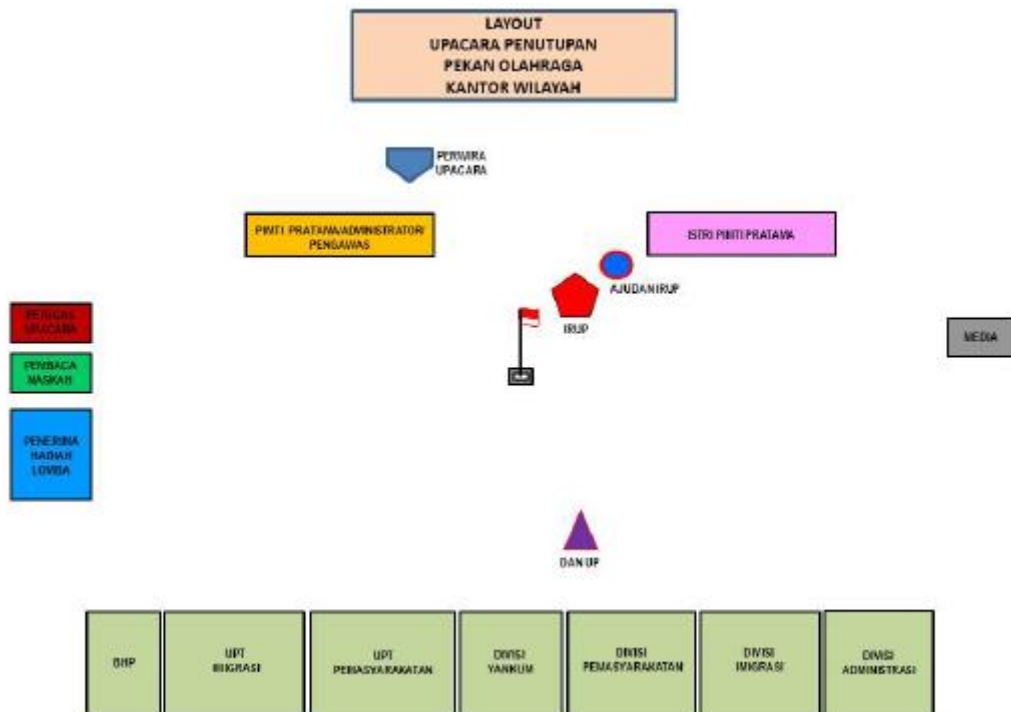 LAYOUT
UPACARA PENUTUPAN
PEKAN OLAHRAGA
KANTOR WILAYAH
PERWIRA
UPACARA
PIMTI PRATAMA/ADMINISTRATOR/
PENGAWAS
ISTRI PIMTI PRATAMA
AJUDAN IRUP
IRUP
PETUGAS
UPACARA
MEDIA
PEMBACA
NASKAH
PENERIMA
HADIAH
LOMBA
DAN UP
BHP
UPT
IMIGRASI
UPT
PEMASYARAKATAN
DIVISI
YANKUM
DIVISI
PEMASYARAKATAN
DIVISI
IMIGRASI
DIVISI
ADMINISTRASI